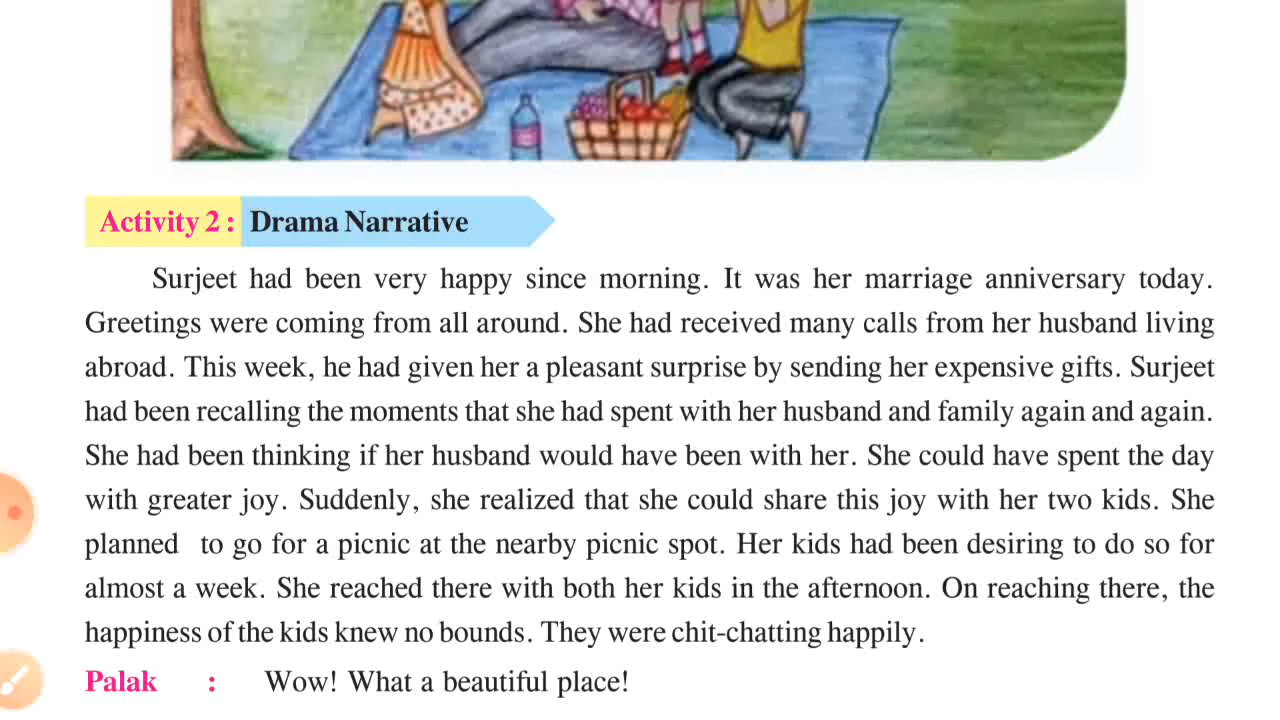 Activity 2 : Drama Narrative
Surjeet had been very happy since morning. It was her marriage anniversary today.
Greetings were coming from all around. She had received many calls from her husband living
abroad. This week, he had given her a pleasant surprise by sending her expensive gifts. Surjeet
had been recalling the moments that she had spent with her husband and family again and again.
She had been thinking if her husband would have been with her. She could have spent the day
with greater joy. Suddenly, she realized that she could share this joy with her two kids. She
planned to go for a picnic at the nearby picnic spot. Her kids had been desiring to do so for
almost a week. She reached there with both her kids in the afternoon. On reaching there, the
happiness of the kids knew no bounds. They were chit-chatting happily.
Palak : Wow! What a beautiful place!